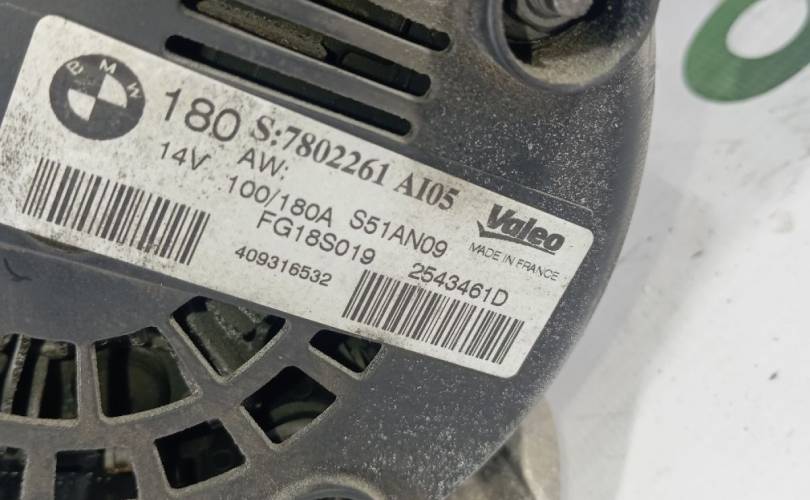 BMW
180 S:7802261 AI05
14V AW:
100/180A S51AN09 Valeo
FG18S019 MADE IN FRANCE
409316532 2543461D